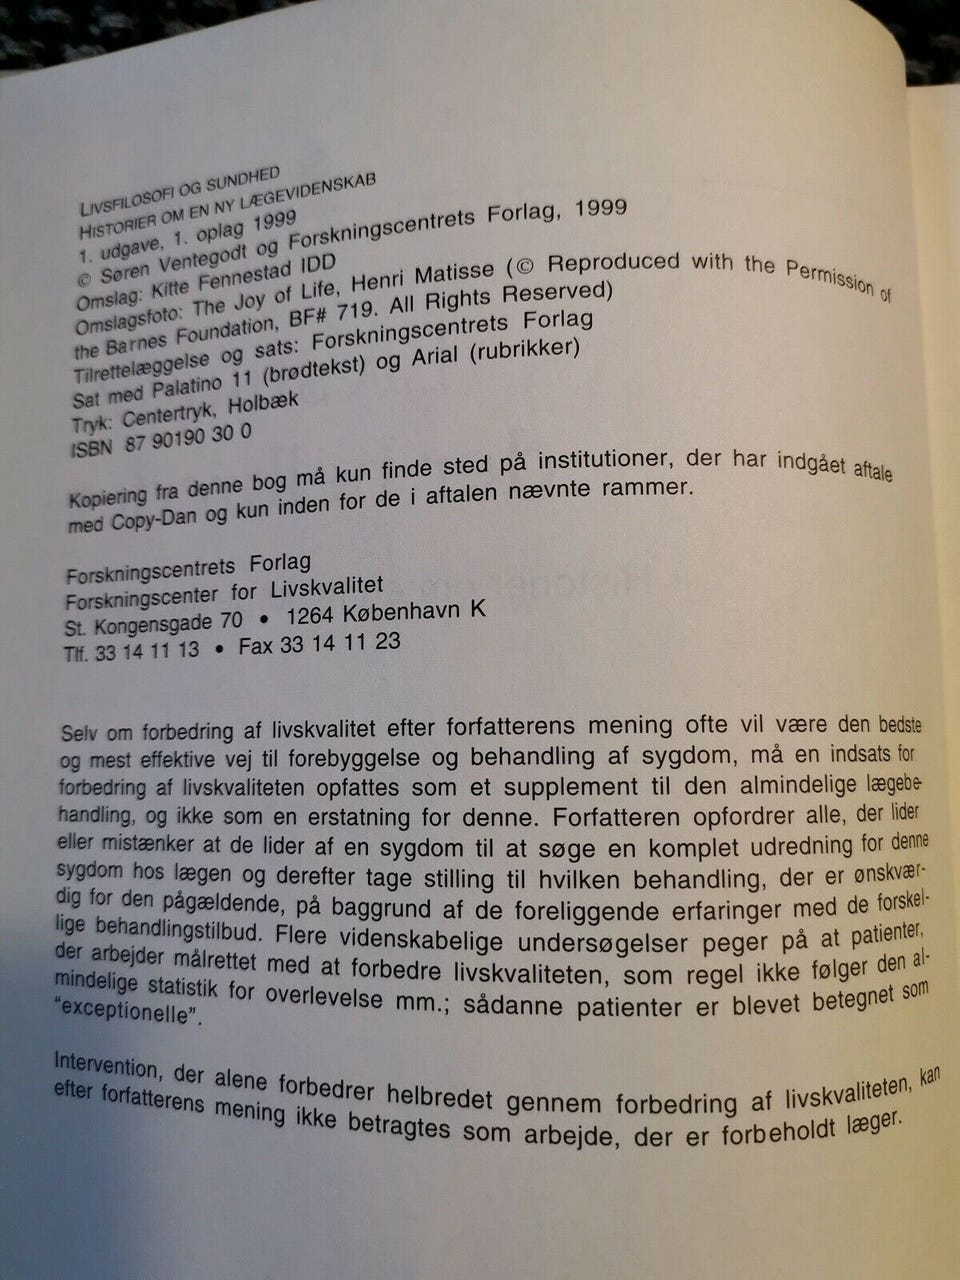 LIVSFILOSOFI OG SUNDHED
HISTORIER OM EN NY LÆGEVIDENSKAB
1. udgave, 1. oplag 1999
© Søren Ventegodt og Forskningscentrets Forlag, 1999
Omslag: Kitte Fennestad IDD
Omslagsfoto: The Joy of Life, Henri Matisse (© Reproduced with the Permission of
the Barnes Foundation, BF# 719. All Rights Reserved)
Tilrettelæggelse og sats: Forskningscentrets Forlag
Sat med Palatino 11 (brødtekst) og Arial (rubrikker)
Tryk: Centertryk, Holbæk
ISBN 87 90190 30 0
Kopiering fra denne bog må kun finde sted på institutioner, der har indgået aftale
med Copy-Dan og kun inden for de i aftalen nævnte rammer.
Forskningscentrets Forlag
Forskningscenter for Livskvalitet
St. Kongensgade 70 • 1264 København K
Tlf. 33 14 11 13 • Fax 33 14 11 23
Selv om forbedring af livskvalitet efter forfatterens mening ofte vil være den bedste
og mest effektive vej til forebyggelse og behandling af sygdom, må en indsats for
forbedring af livskvaliteten opfattes som et supplement til den almindelige lægebe-
handling, og ikke som en erstatning for denne. Forfatteren opfordrer alle, der lider
eller mistænker at de lider af en sygdom til at søge en komplet udredning for denne
sygdom hos lægen og derefter tage stilling til hvilken behandling, der er ønskvær-
dig for den pågældende, på baggrund af de foreliggende erfaringer med de forskel-
lige behandlingstilbud. Flere videnskabelige undersøgelser peger på at patienter,
der arbejder målrettet med at forbedre livskvaliteten, som regel ikke følger den al-
mindelige statistik for overlevelse mm.; sådanne patienter er blevet betegnet som
"exceptionelle".
Intervention, der alene forbedrer helbredet gennem forbedring af livskvaliteten, kan
efter forfatterens mening ikke betragtes som arbejde, der er forbeholdt læger.